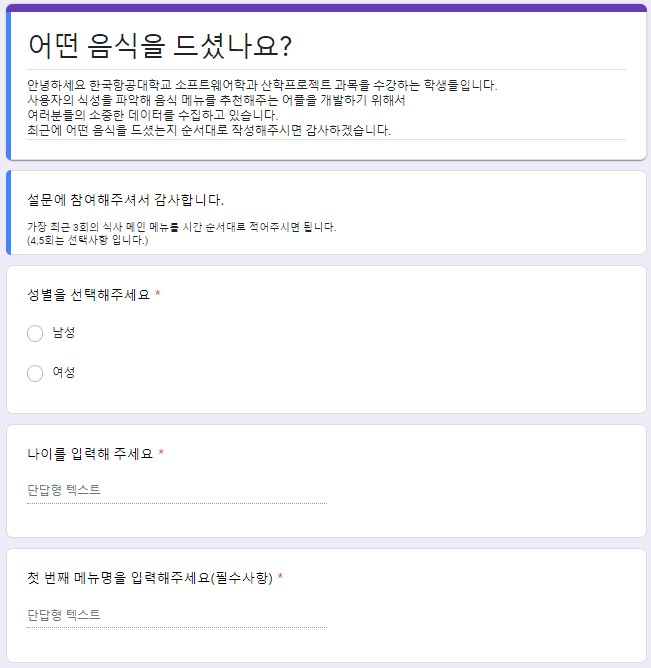 어떤 음식을 드셨나요?
안녕하세요 한국항공대학교 소프트웨어학과 산학프로젝트 과목을 수강하는 학생들입니다.
사용자의 식성을 파악해 음식 메뉴를 추천해주는 어플을 개발하기 위해서
여러분들의 소중한 데이터를 수집하고 있습니다.
최근에 어떤 음식을 드셨는지 순서대로 작성해주시면 감사하겠습니다.
설문에 참여해주셔서 감사합니다.
가장 최근 3회의 식사 메인 메뉴를 시간 순서대로 적어주시면 됩니다.
(4,5회는 선택사항 입니다.)
성별을 선택해주세요 *
남성
여성
나이를 입력해 주세요 *
단답형 텍스트
첫 번째 메뉴명을 입력해주세요(필수사항) *
단답형 텍스트